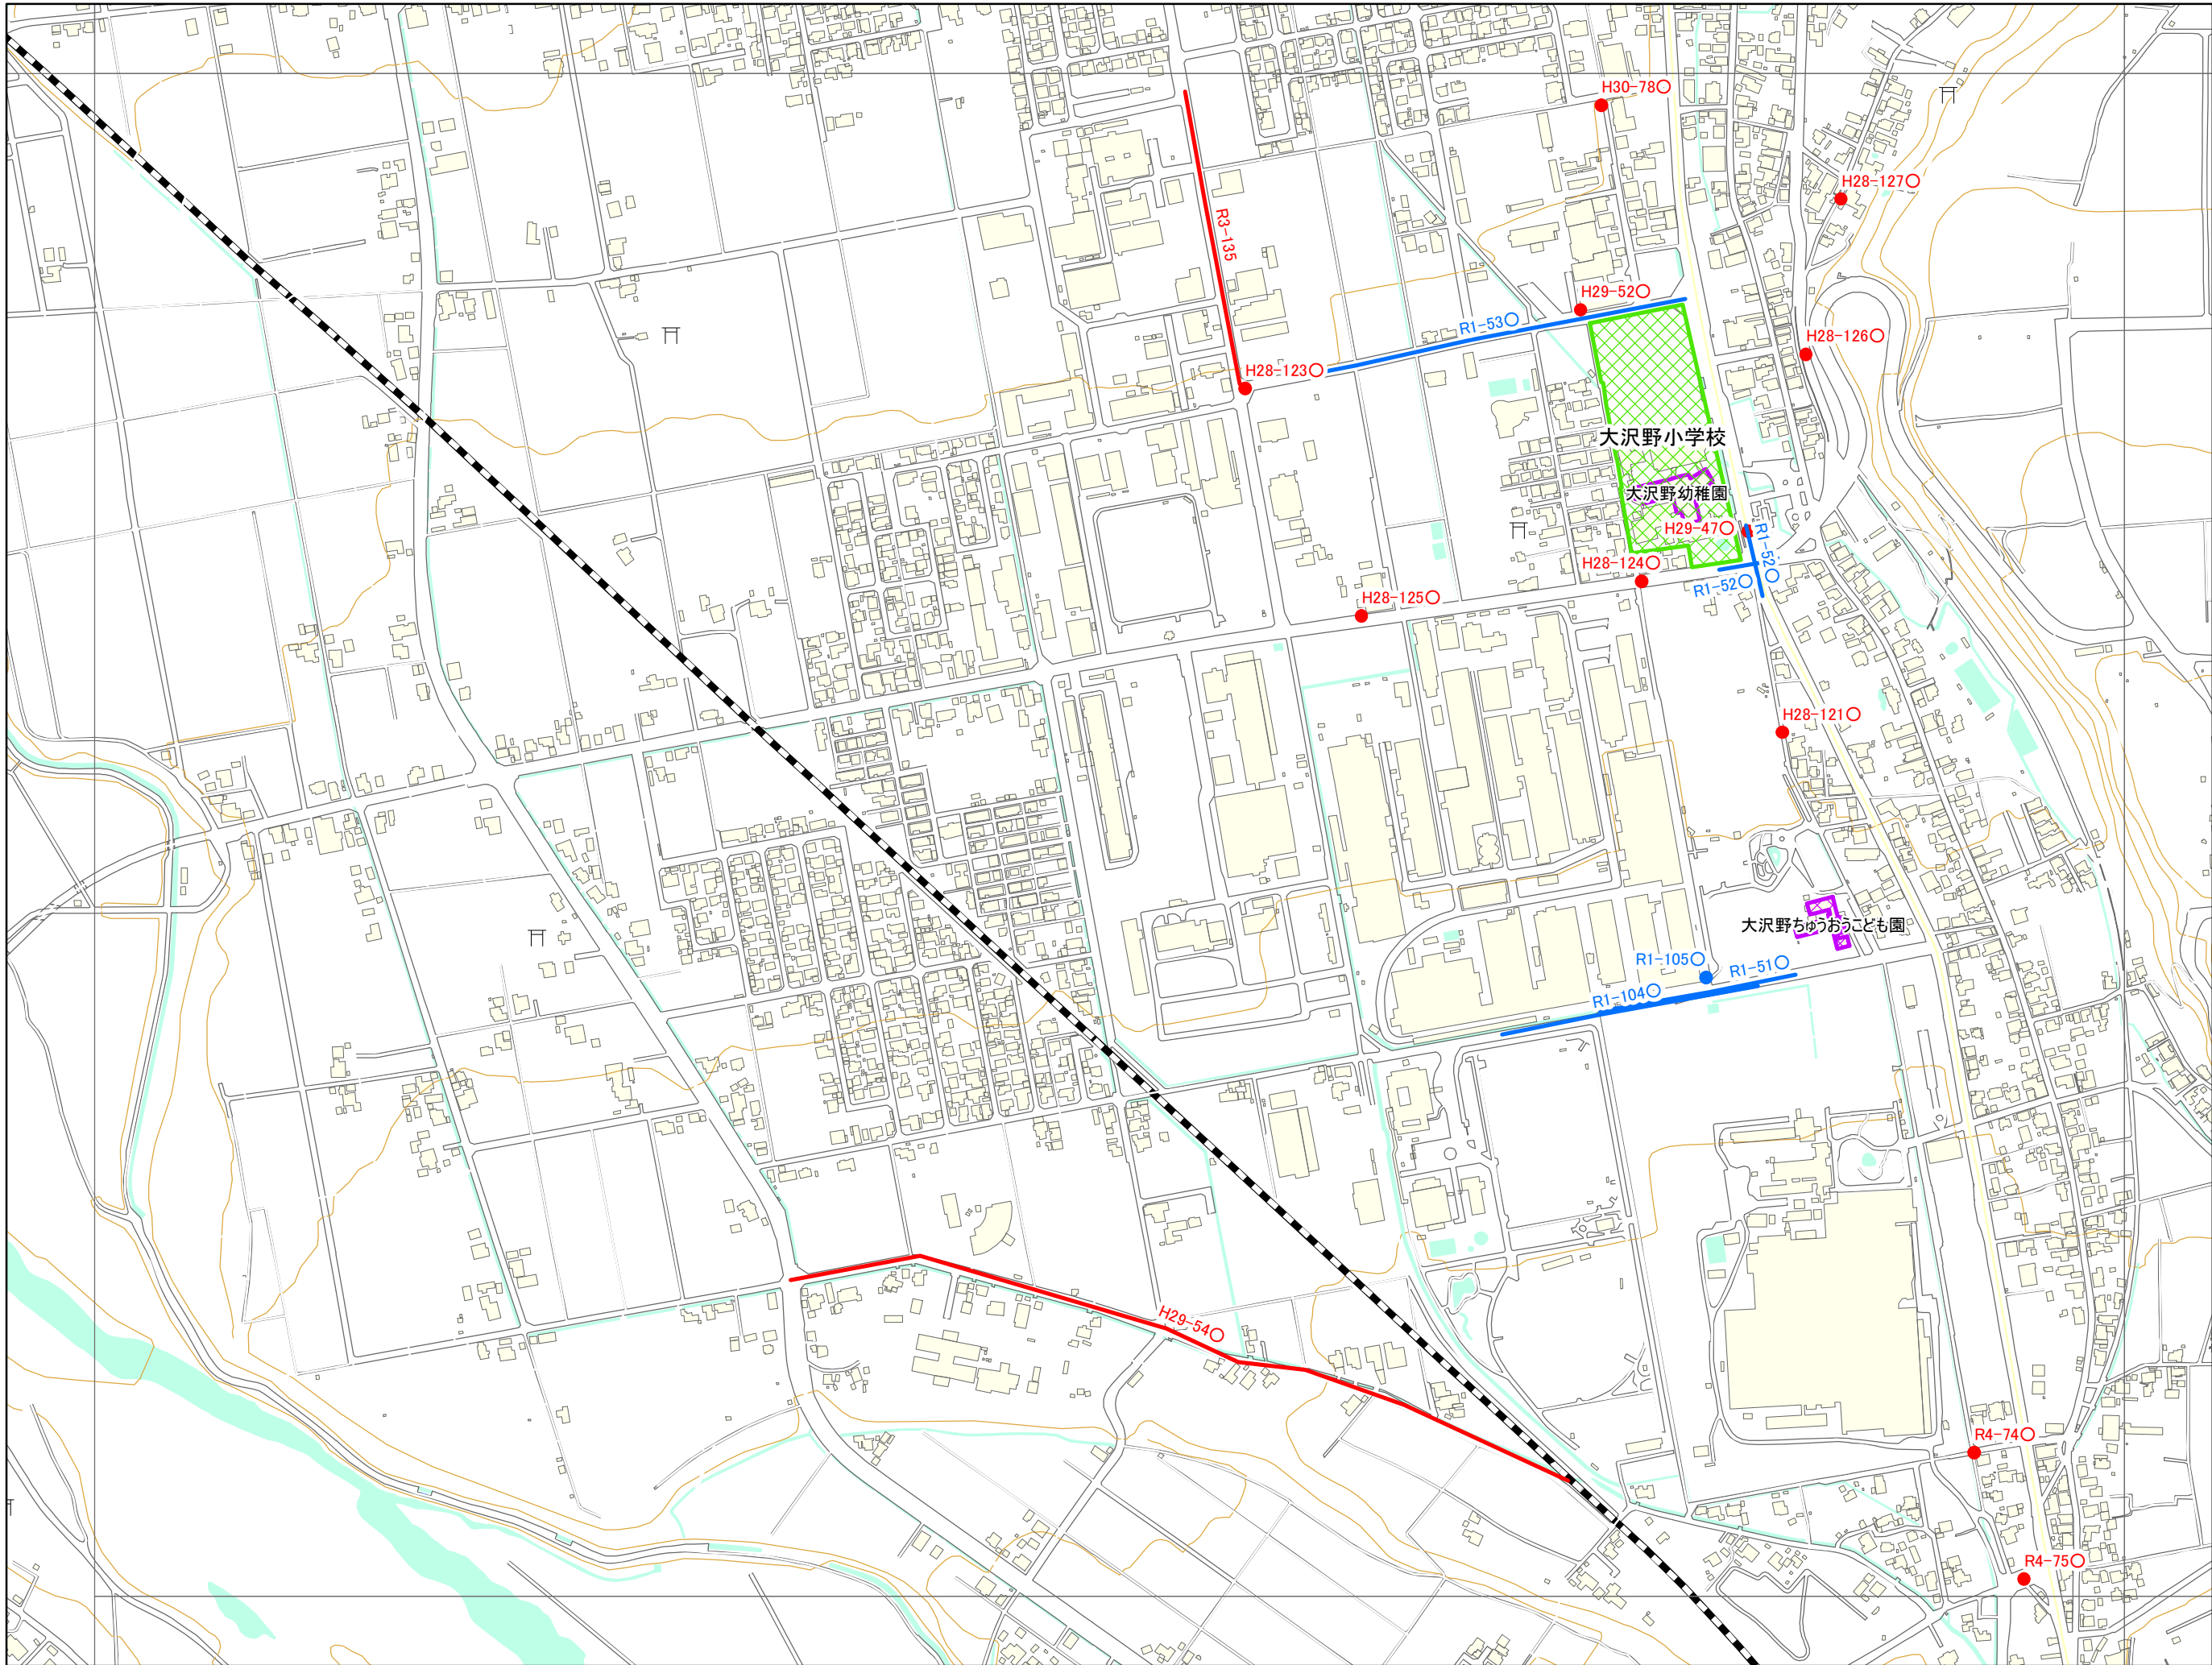 H30-78○
H28-127○
R3-135
H29-52○
R1-53○
H28-126○
H28-123○
大沢野小学校
大沢野幼稚園
H29-47○
R1-52○
H28-124○
R1-52○
H28-125○
H28-121○
大沢野ちゅうおうこども園
R1-105○
R1-51○
R1-104○
H29-54○
R4-74○
R4-75○